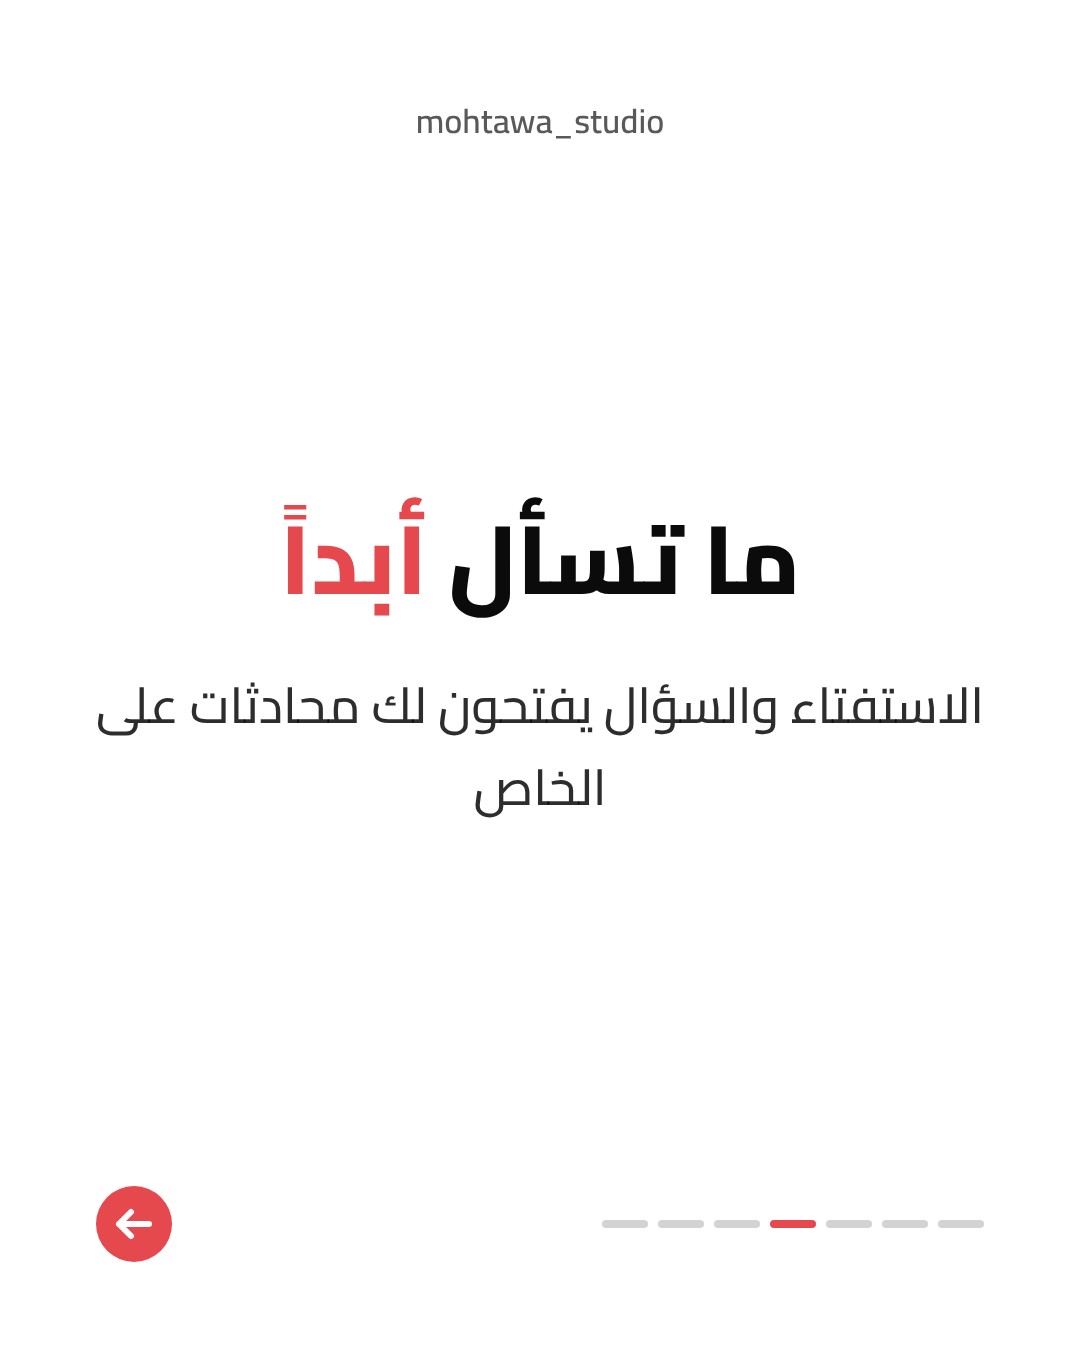 mohtawa_studio
ما تسأل أبداً
الاستفتاء والسؤال يفتحون لك محادثات على
الخاص